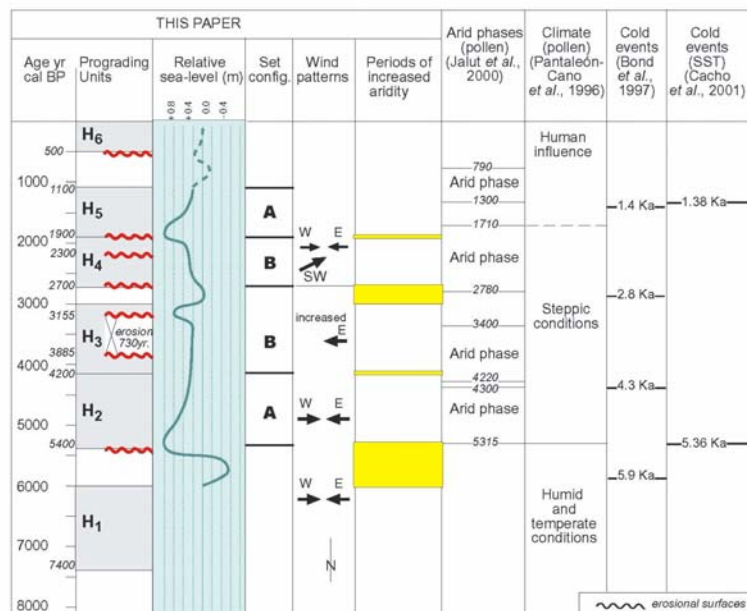 THIS PAPER
Age yr
cal BP
Prograding
Units
Relative
sea-level (m)
Set
config.
Wind
patterns
Periods of
increased
aridity
Arid phases
(pollen)
(Jalut et al.,
2000)
Climate
(pollen)
(Pantaleón-
Cano
et al., 1996)
Cold
events
(Bond
et al.,
1997)
Cold
events
(SST)
(Cacho
et al., 2001)
+0.8
+0.4
0.0
-0.4
H6
500
Human
influence
790
1000
1100
Arid phase
1300
1.4 Ka
1.38 Ka
H5
A
1710
1900
2000
W E
H4
2300
B
SW
Arid phase
2700
2780
2.8 Ka
3000
3155
increased
E
Steppic
conditions
H3
erosion
730yr.
B
3400
3885
Arid phase
4000
4200
4220
4300
4.3 Ka
H2
A
W E
Arid phase
5000
5400
5315
5.36 Ka
5.9 Ka
6000
W E
Humid
and
temperate
conditions
H1
7000
N
7400
8000
erosional surfaces